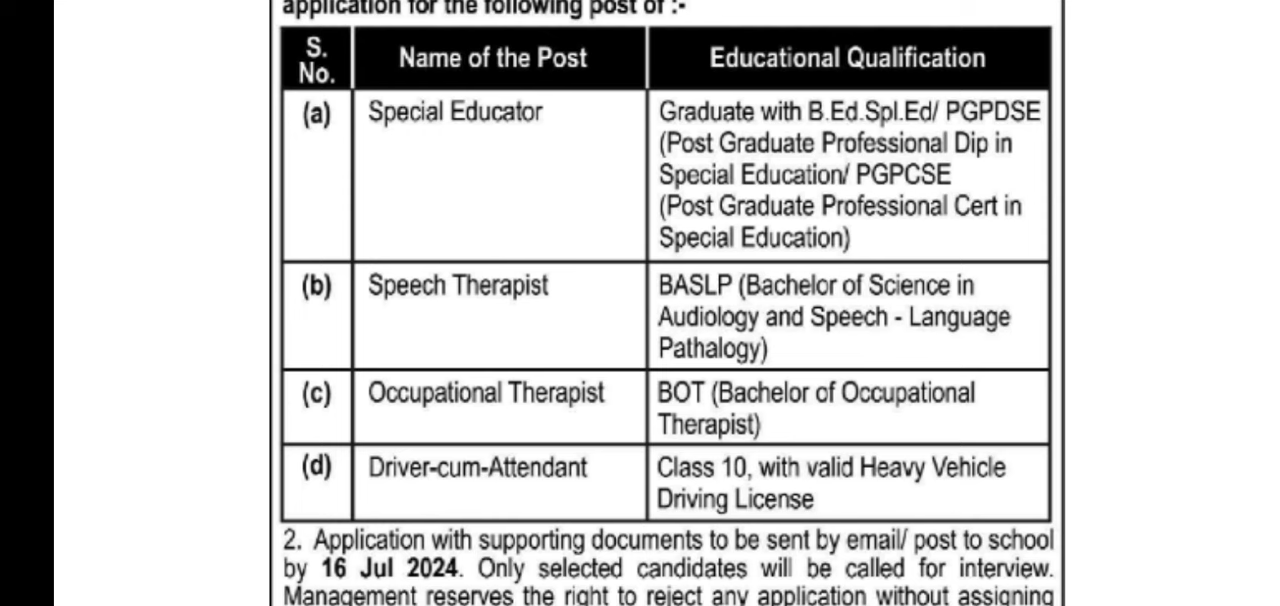 application for the following post of :-
S. No. Name of the Post Educational Qualification
(a) Special Educator Graduate with B.Ed.Spl.Ed/ PGPDSE
(Post Graduate Professional Dip in
Special Education/ PGPCSE
(Post Graduate Professional Cert in
Special Education)
(b) Speech Therapist BASLP (Bachelor of Science in
Audiology and Speech - Language
Pathalogy)
(c) Occupational Therapist BOT (Bachelor of Occupational
Therapist)
(d) Driver-cum-Attendant Class 10, with valid Heavy Vehicle
Driving License
2. Application with supporting documents to be sent by email/ post to school
by 16 Jul 2024. Only selected candidates will be called for interview.
Management reserves the right to reject any application without assigning